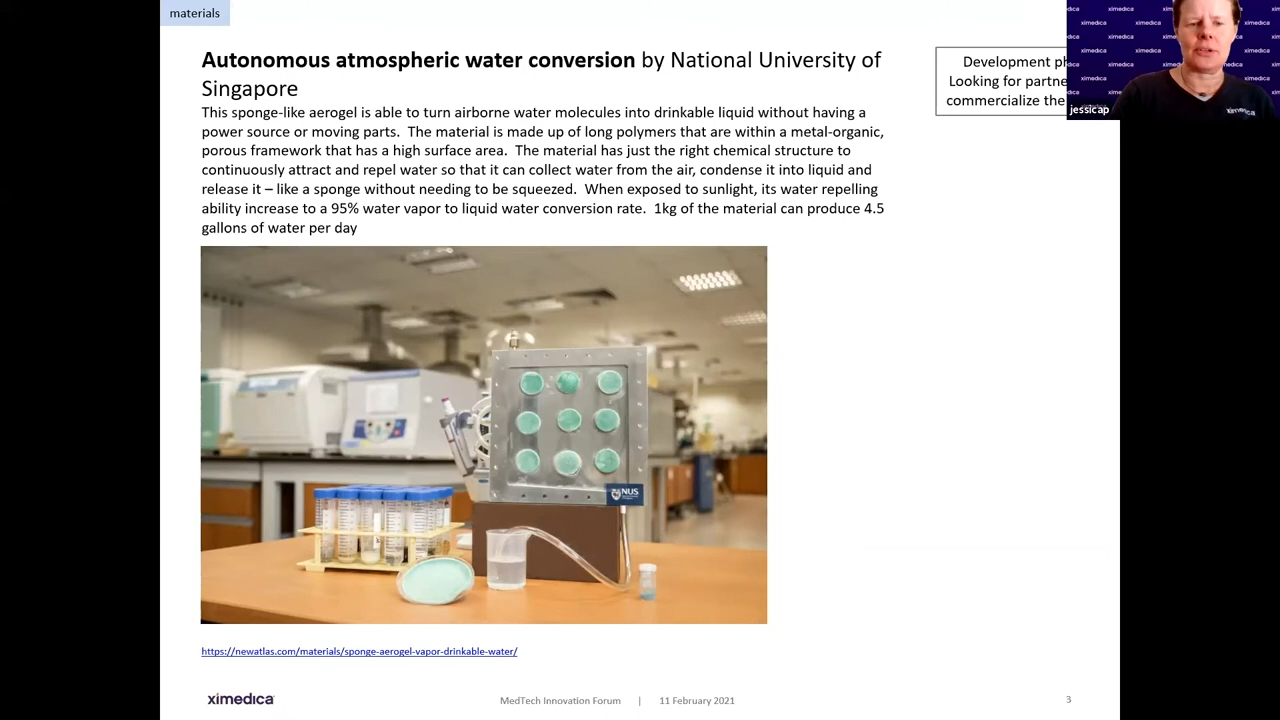 materials
Autonomous atmospheric water conversion by National University of
Singapore
This sponge-like aerogel is able to turn airborne water molecules into drinkable liquid without having a
power source or moving parts. The material is made up of long polymers that are within a metal-organic,
porous framework that has a high surface area. The material has just the right chemical structure to
continuously attract and repel water so that it can collect water from the air, condense it into liquid and
release it – like a sponge without needing to be squeezed. When exposed to sunlight, its water repelling
ability increase to a 95% water vapor to liquid water conversion rate. 1kg of the material can produce 4.5
gallons of water per day
Development
Looking for
commercialize the
ximedica
ximedica
ximedica
ximedica
jessicap
NUS
https://newatlas.com/materials/sponge-aerogel-vapor-drinkable-water/
ximedica
MedTech Innovation Forum | 11 February 2021
3